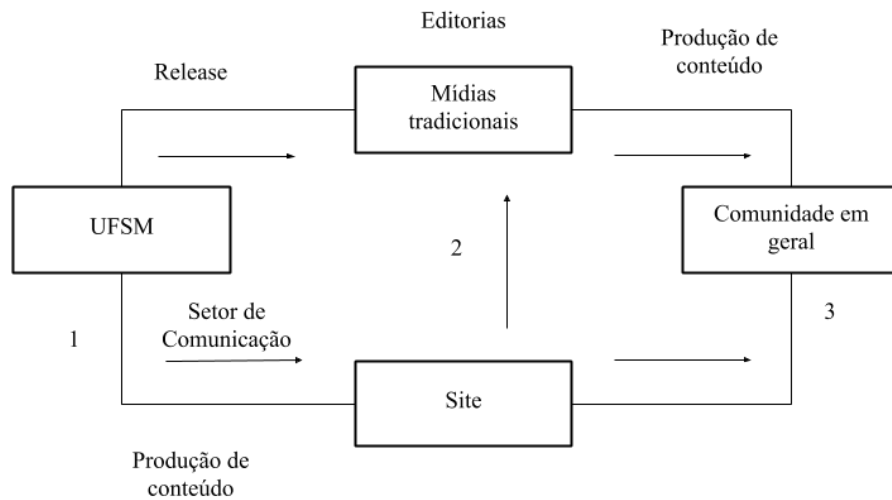 Editorias
Produção de
conteúdo
Release
Mídias
tradicionais
UFSM
Comunidade em
geral
2
Setor de
Comunicação
1
3
Site
Produção de
conteúdo